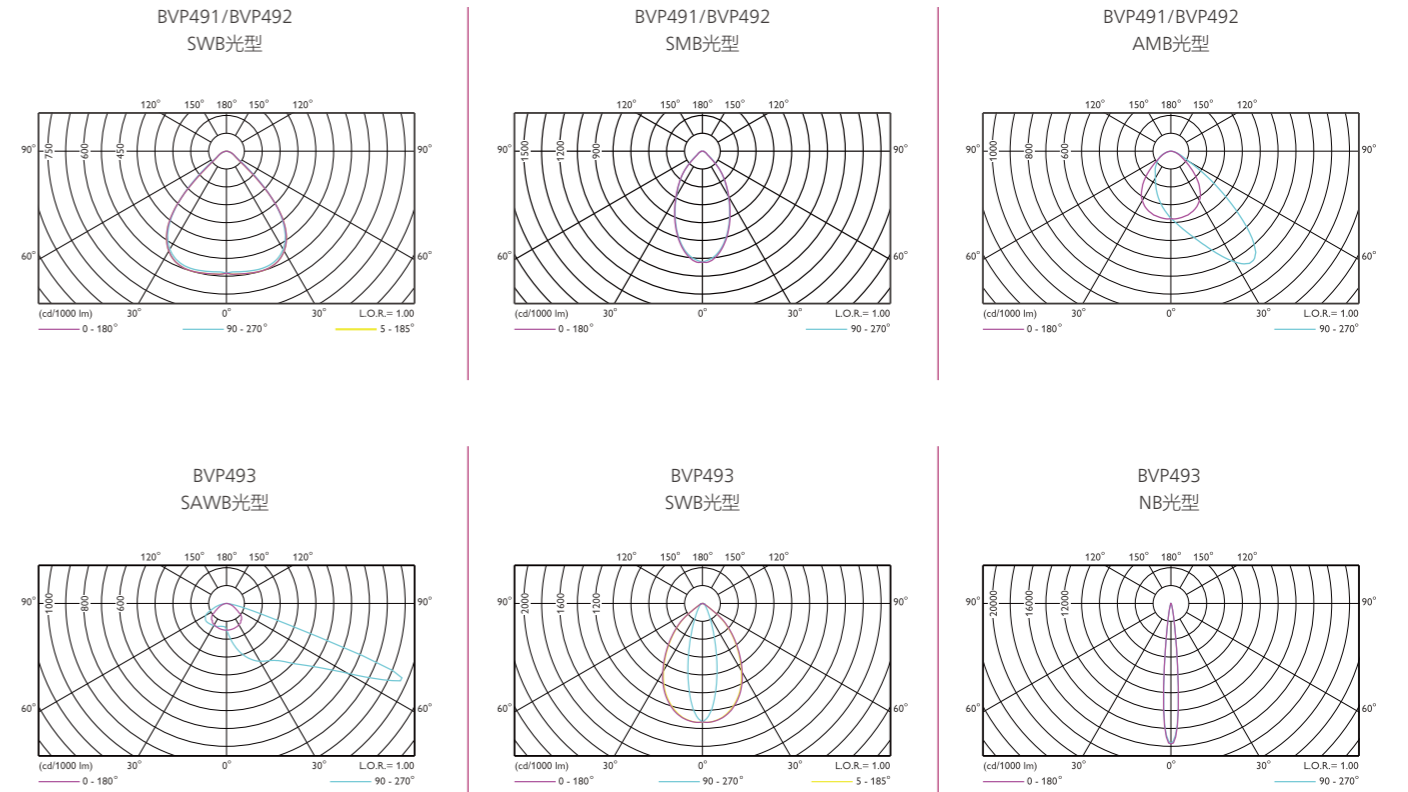 BVP491/BVP492
SWB光型
120° 150° 180° 150° 120°
90° 750 600 450 90°
60° 60°
(cd/1000 lm) 30° 0° 30° L.O.R.= 1.00
0 - 180° 90 - 270° 5 - 185°
BVP491/BVP492
SMB光型
120° 150° 180° 150° 120°
90° 1500 1200 900 90°
60° 60°
(cd/1000 lm) 30° 0° 30° L.O.R.= 1.00
0 - 180° 90 - 270°
BVP491/BVP492
AMB光型
120° 150° 180° 150° 120°
90° 1000 800 600 90°
60° 60°
(cd/1000 lm) 30° 0° 30° L.O.R.= 1.00
0 - 180° 90 - 270°
BVP493
SAWB光型
120° 150° 180° 150° 120°
90° 1000 800 600 90°
60° 60°
(cd/1000 lm) 30° 0° 30° L.O.R.= 1.00
0 - 180° 90 - 270°
BVP493
SWB光型
120° 150° 180° 150° 120°
90° 2000 1600 1200 90°
60° 60°
(cd/1000 lm) 30° 0° 30° L.O.R.= 1.00
0 - 180° 90 - 270° 5 - 185°
BVP493
NB光型
120° 150° 180° 150° 120°
90° 20000 16000 12000 90°
60° 60°
(cd/1000 lm) 30° 0° 30° L.O.R.= 1.00
0 - 180° 90 - 270°